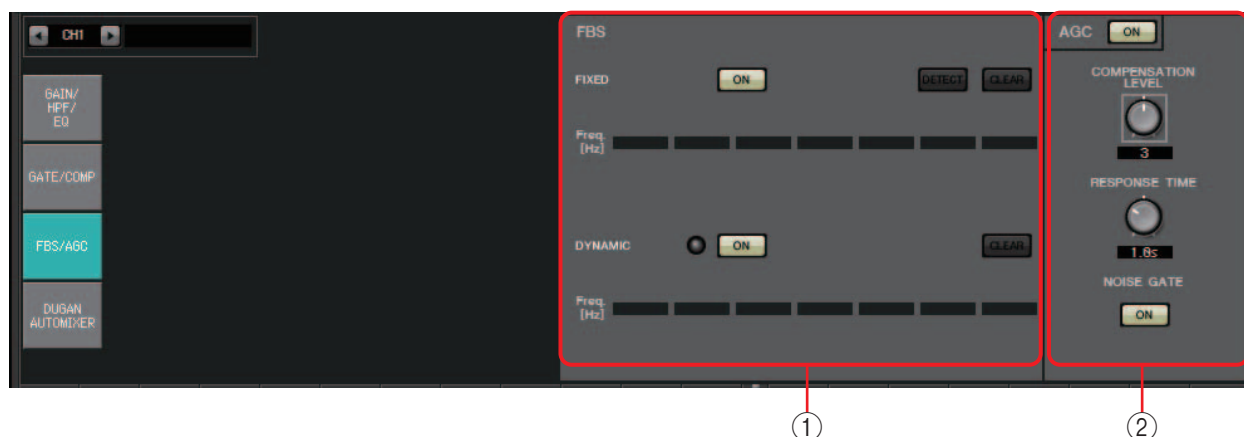 CH1
GAIN/
HPF/
EQ
GATE/COMP
FBS/AGC
DUGAN
AUTOMIXER
FBS
FIXED ON DETECT CLEAR
Freq.
[Hz]
DYNAMIC ON CLEAR
Freq.
[Hz]
AGC ON
COMPENSATION
LEVEL
3
RESPONSE TIME
1.0s
NOISE GATE
ON
1
2